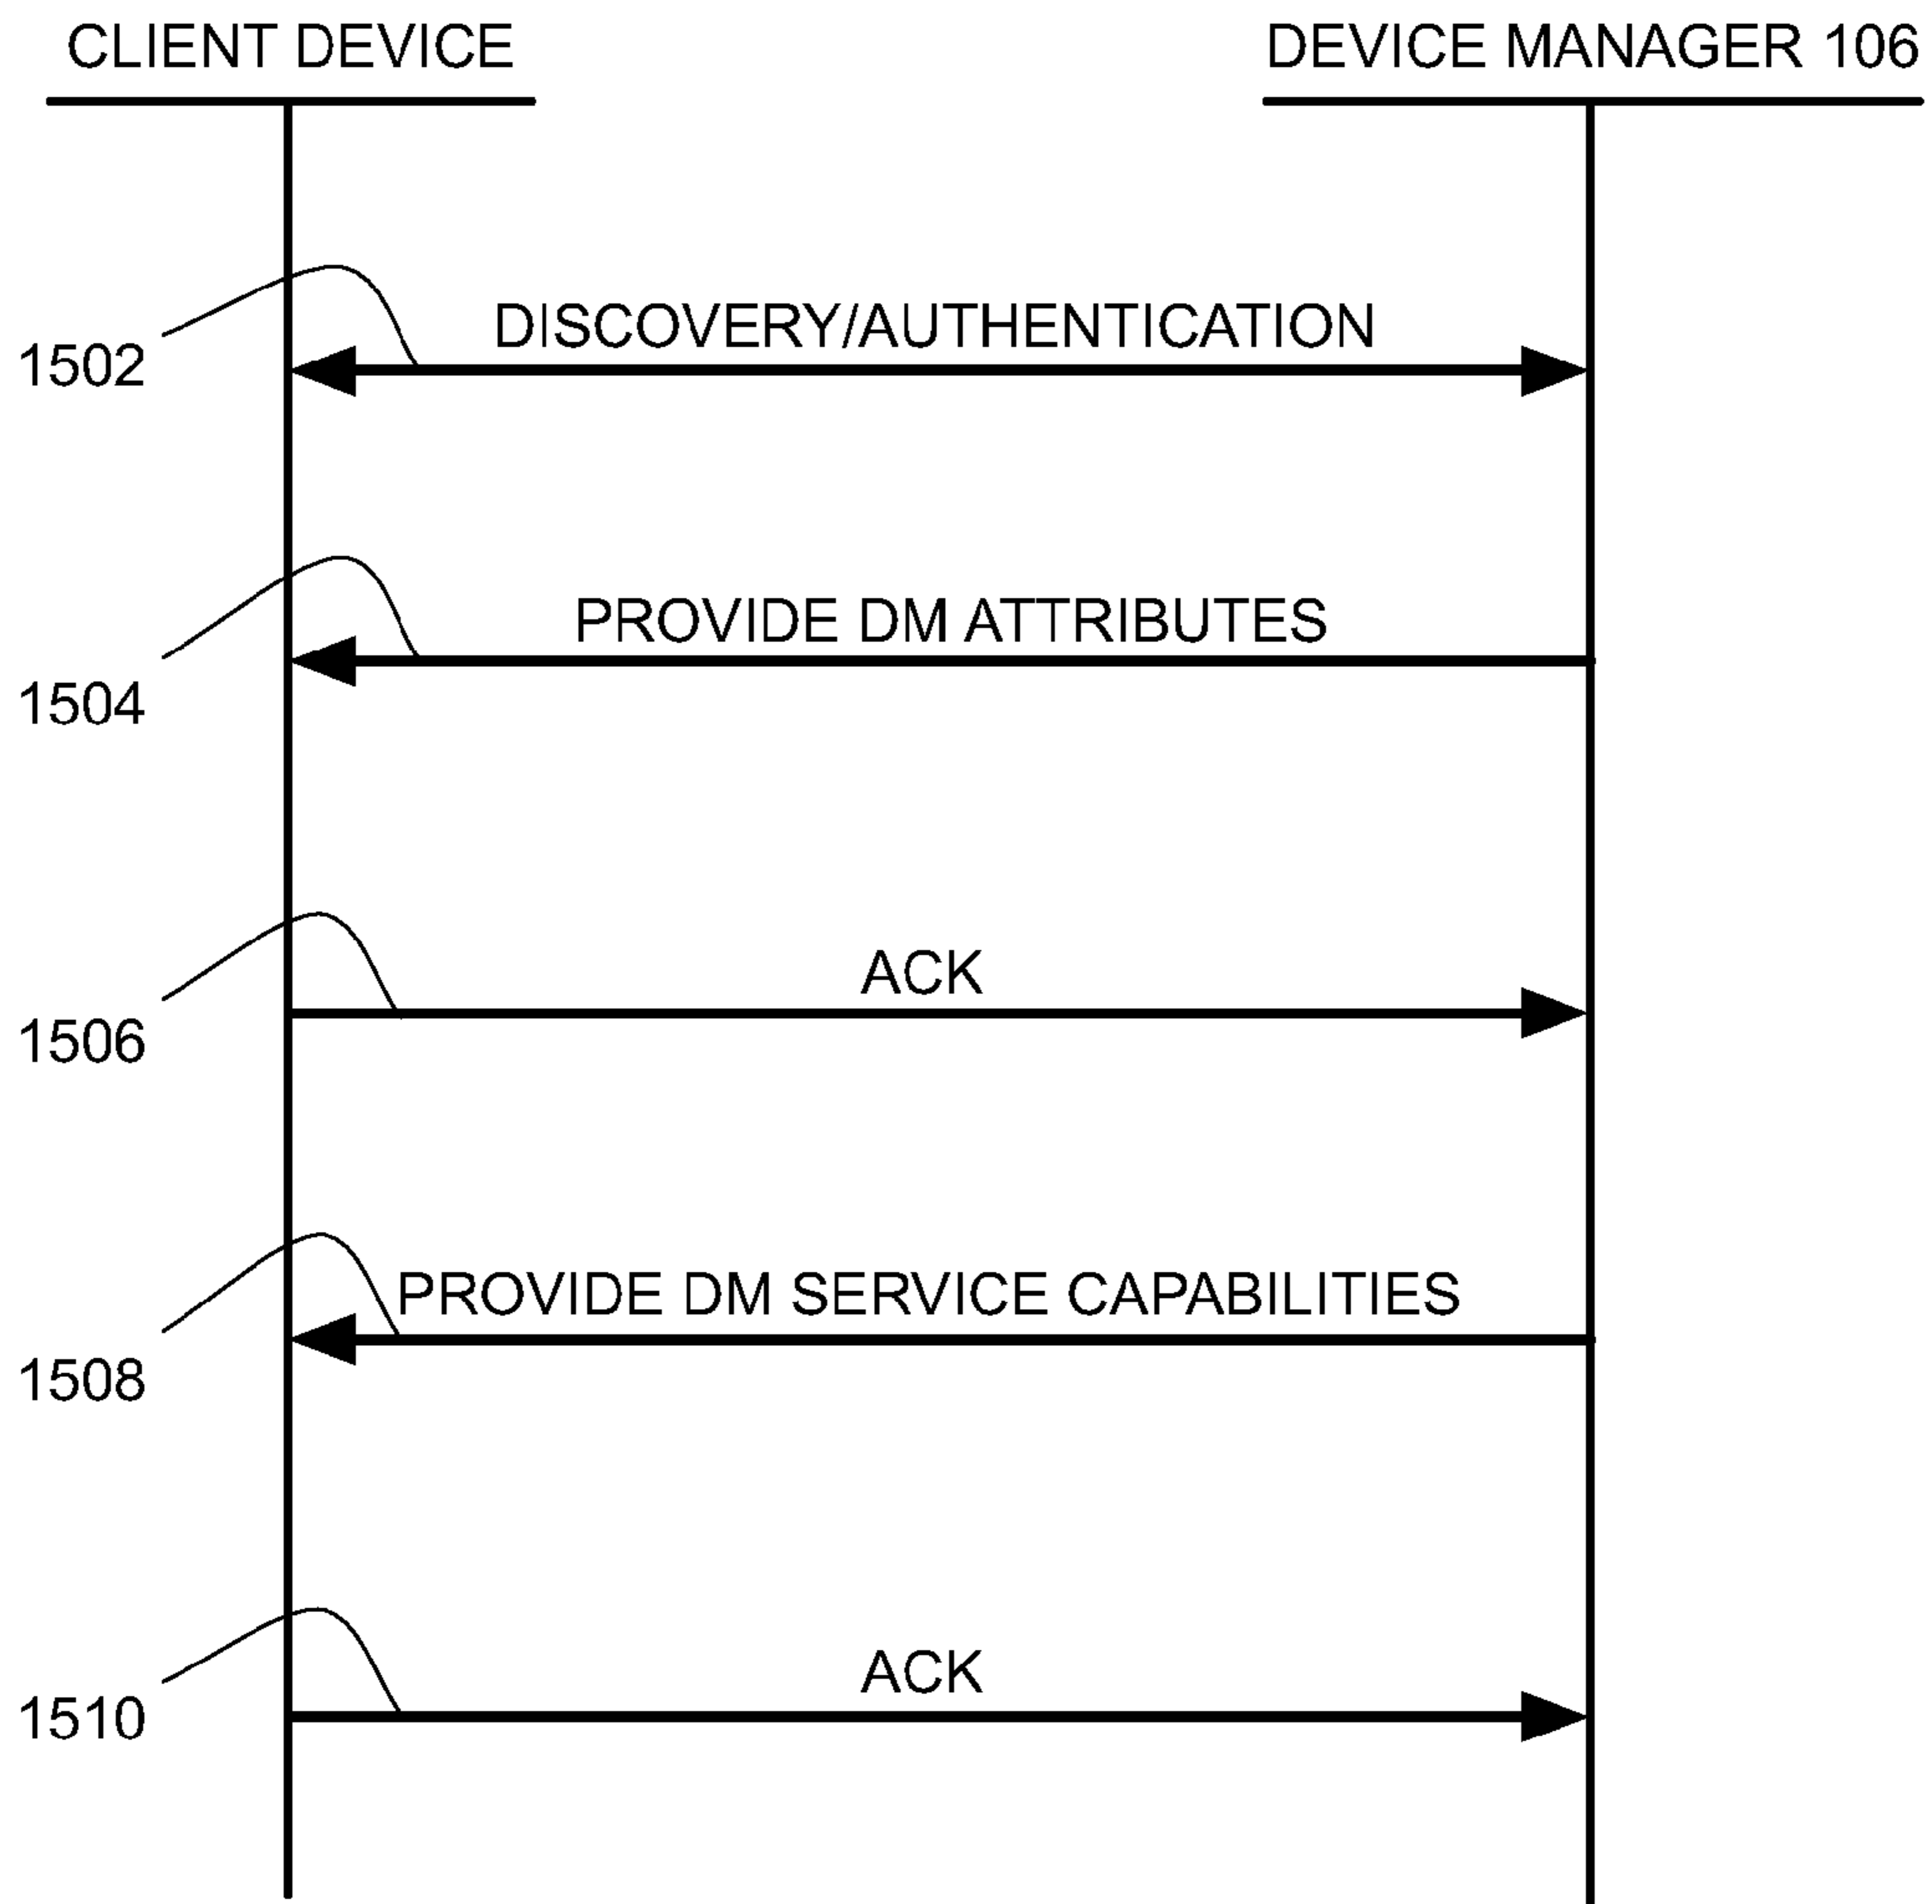 CLIENT DEVICE
DEVICE MANAGER 106
DISCOVERY/AUTHENTICATION
1502
PROVIDE DM ATTRIBUTES
1504
ACK
1506
PROVIDE DM SERVICE CAPABILITIES
1508
ACK
1510